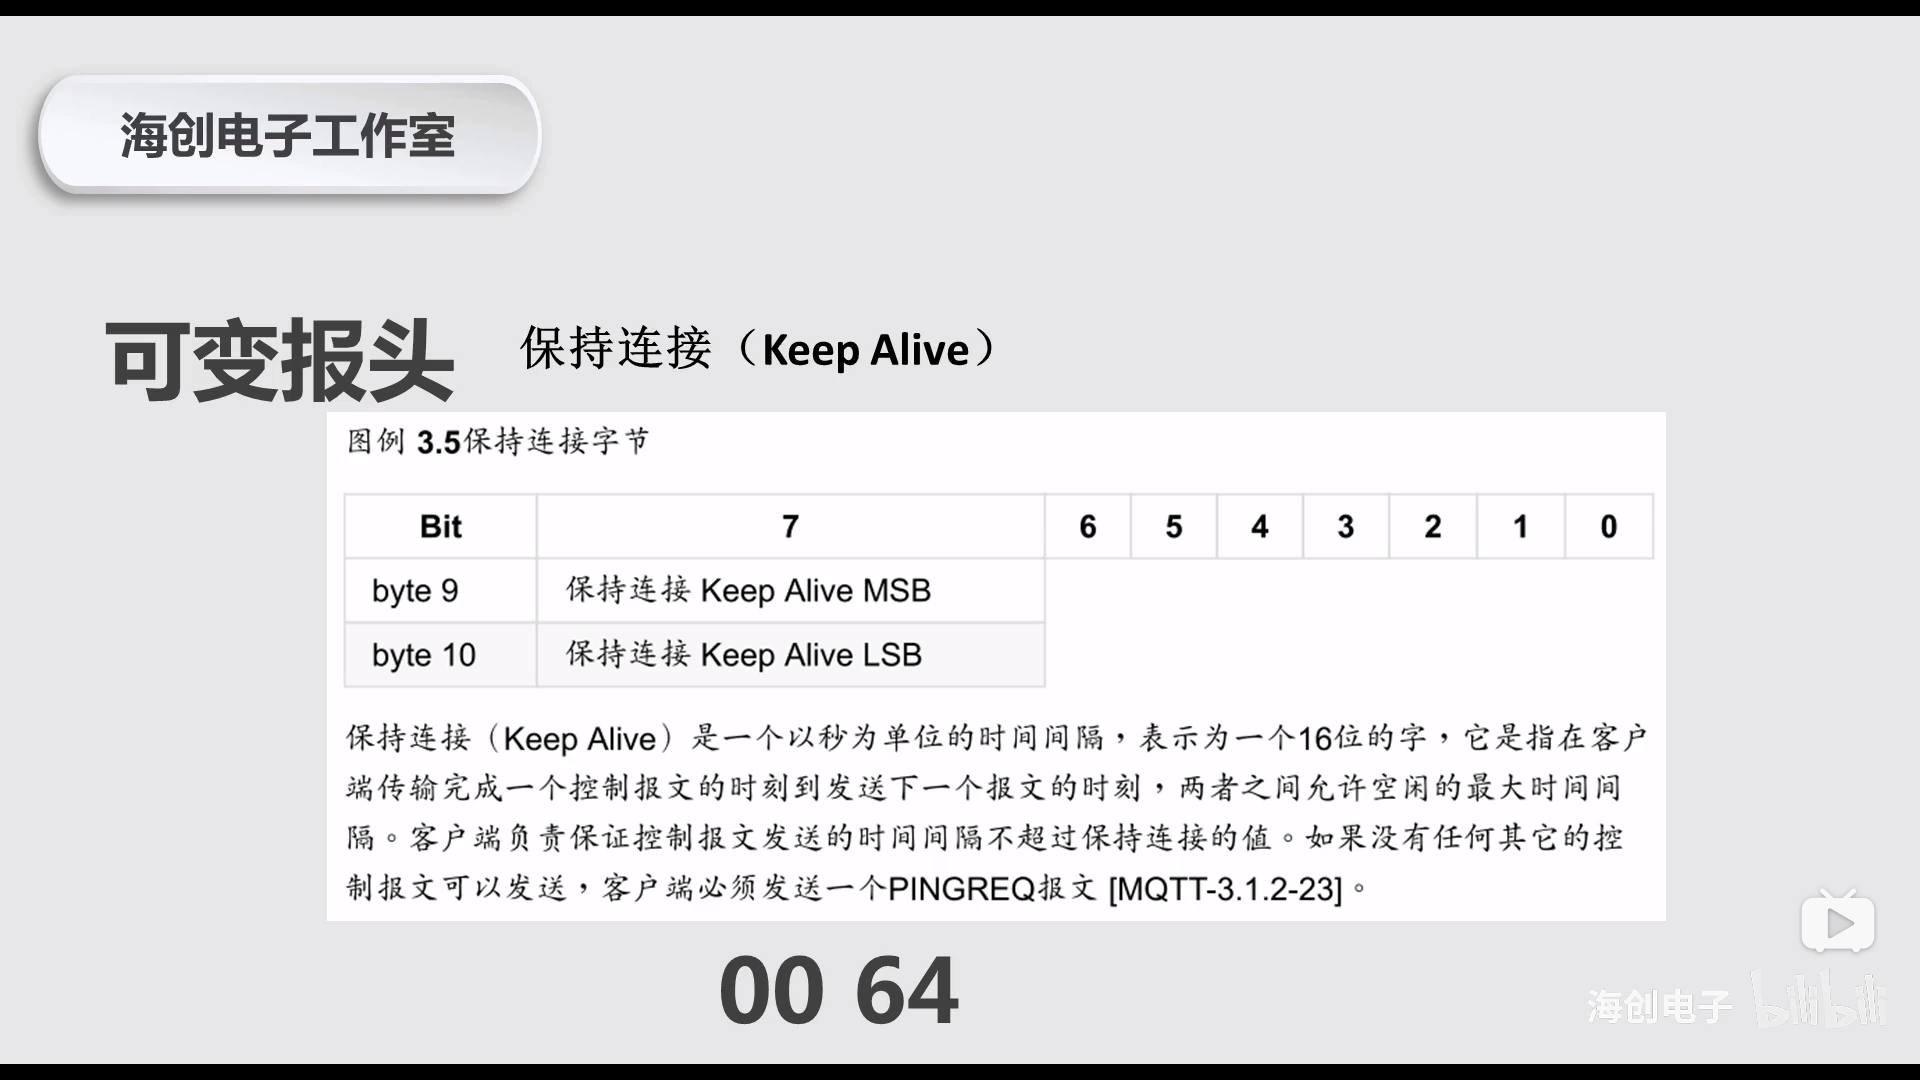 海创电子工作室
可变报头 保持连接（Keep Alive）
图例 3.5保持连接字节
Bit 7 6 5 4 3 2 1 0
byte 9 保持连接 Keep Alive MSB
byte 10 保持连接 Keep Alive LSB
保持连接（Keep Alive）是一个以秒为单位的时间间隔，表示为一个16位的字，它是指在客户
端传输完成一个控制报文的时刻到发送下一个报文的时刻，两者之间允许空闲的最大时间间
隔。客户端负责保证控制报文发送的时间间隔不超过保持连接的值。如果没有任何其它的控
制报文可以发送，客户端必须发送一个PINGREQ报文 [MQTT-3.1.2-23]。
00 64
海创电子 bilibili